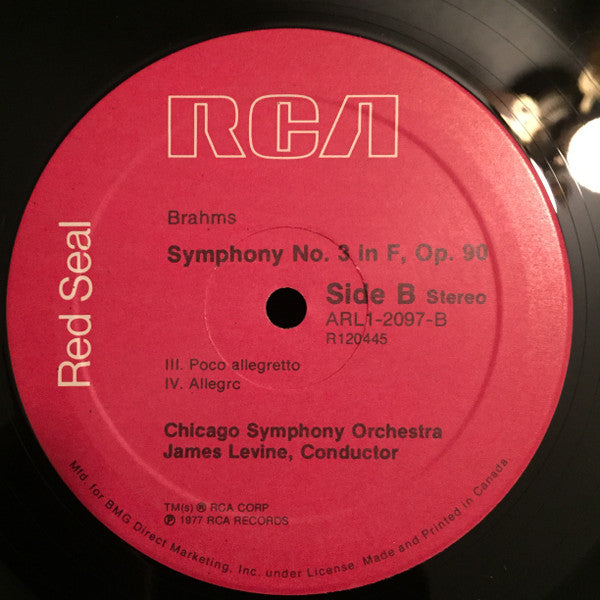 RCA
Red Seal
Brahms
Symphony No. 3 in F, Op. 90
Side B Stereo
ARL1-2097-B
R120445
III. Poco allegretto
IV. Allegro
Chicago Symphony Orchestra
James Levine, Conductor
TM(s) ® RCA CORP
℗ 1977 RCA RECORDS
Mfd. for BMG Direct Marketing, Inc. under License. Made and Printed in Canada.